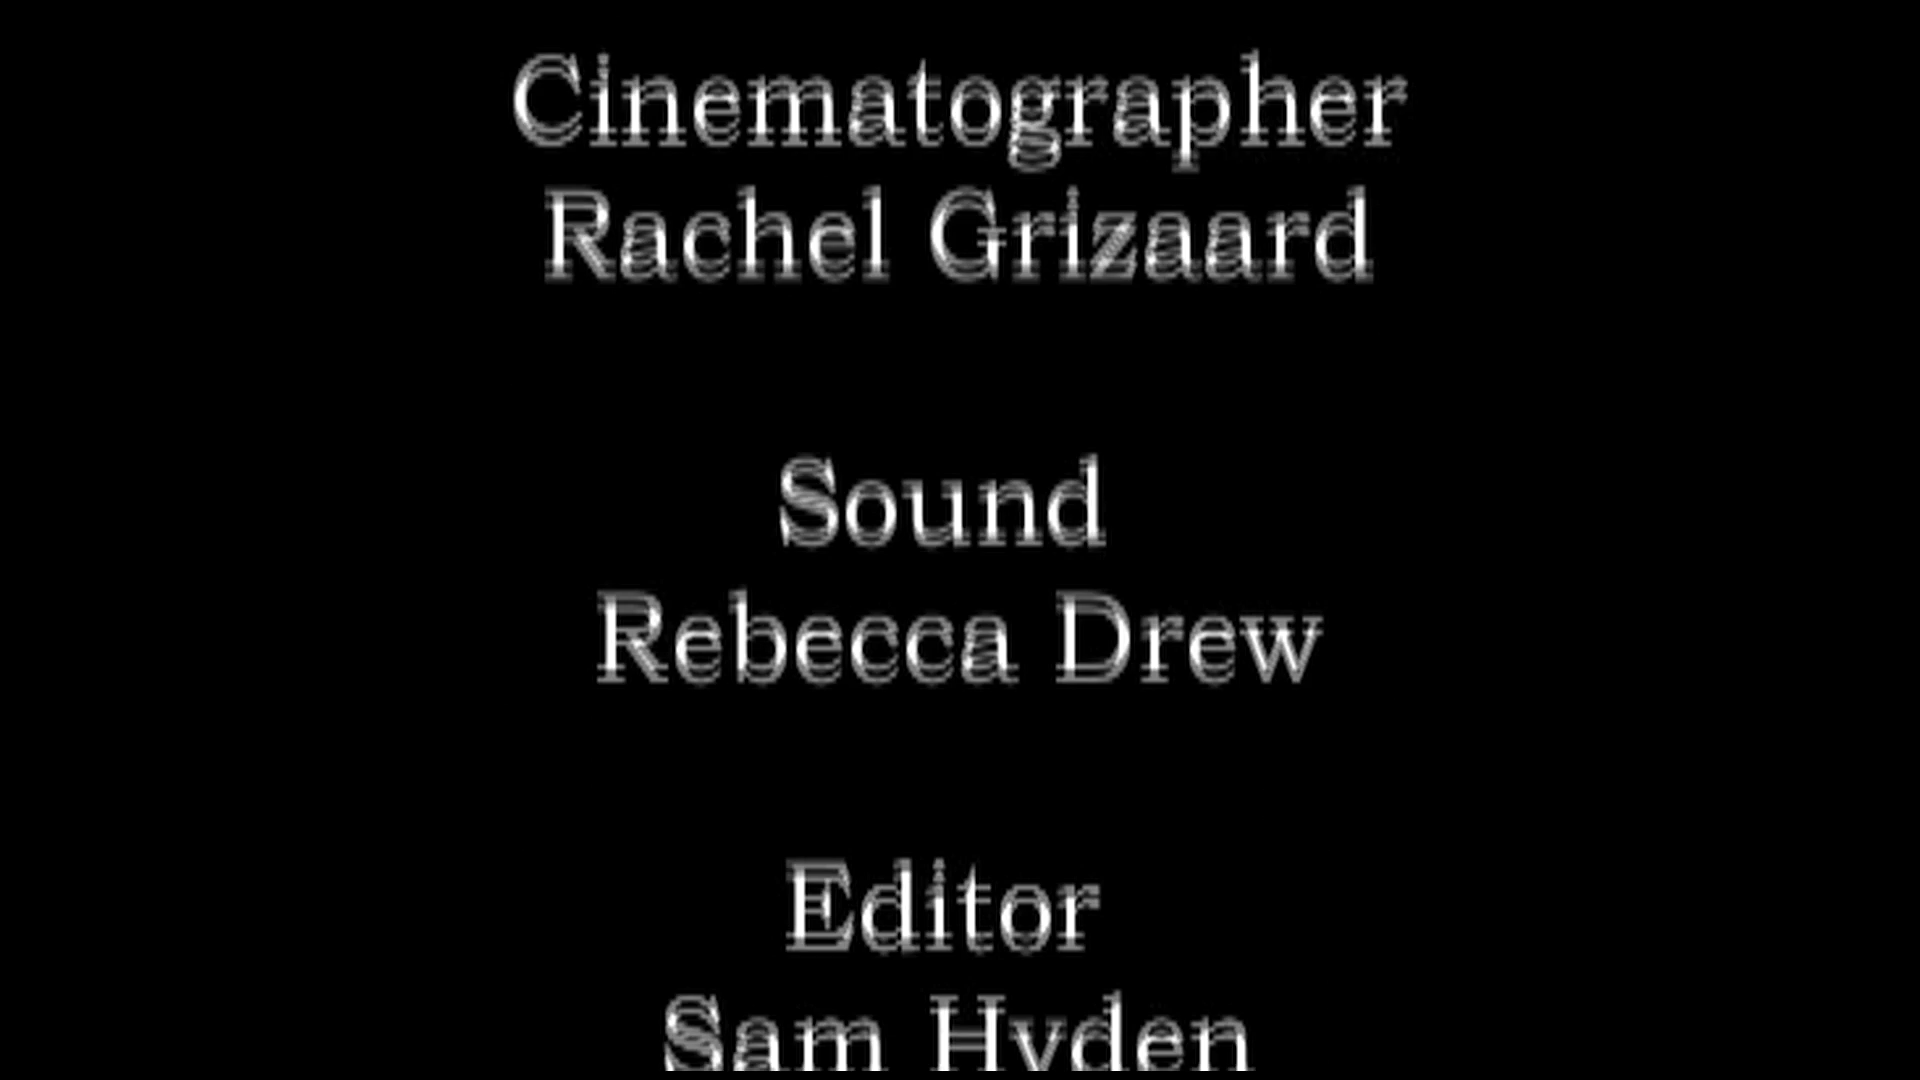 Cinematographer
Rachel Grizaard
Sound
Rebecca Drew
Editor
Sam Hyden